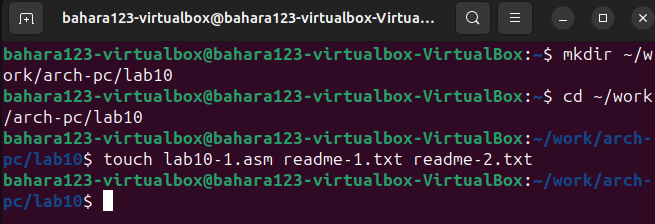 bahara123-virtualbox@bahara123-virtualbox-Virtua...
bahara123-virtualbox@bahara123-virtualbox-VirtualBox:~$ mkdir ~/w
ork/arch-pc/lab10
bahara123-virtualbox@bahara123-virtualbox-VirtualBox:~$ cd ~/work
/arch-pc/lab10
bahara123-virtualbox@bahara123-virtualbox-VirtualBox:~/work/arch-
pc/lab10$ touch lab10-1.asm readme-1.txt readme-2.txt
bahara123-virtualbox@bahara123-virtualbox-VirtualBox:~/work/arch-
pc/lab10$